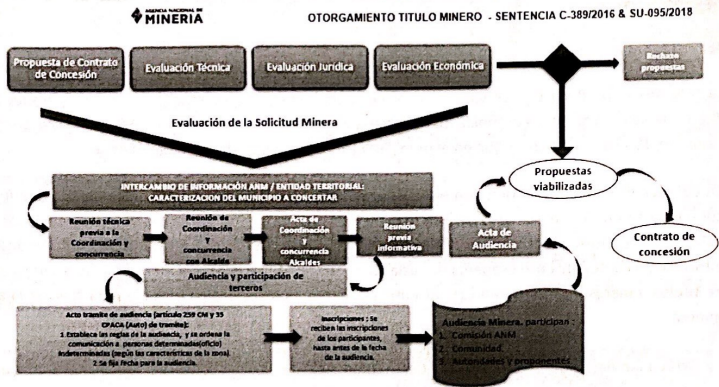 AGENCIA NACIONAL DE
MINERÍA
OTORGAMIENTO TITULO MINERO - SENTENCIA C-389/2016 & SU-095/2018
Propuesta de Contrato
de Concesión
Evaluación Técnica
Evaluación Jurídica
Evaluación Económica
Rechazo
propuestas
Evaluación de la Solicitud Minera
Propuestas
viabilizadas
Contrato de
concesión
INTERCAMBIO DE INFORMACIÓN ANM / ENTIDAD TERRITORIAL:
CARACTERIZACION DEL MUNICIPIO A CONCERTAR
Reunión técnica
previa a la
Coordinación y
concurrencia
Reunión de
Coordinación
y
concurrencia
con Alcalde
Acta de
Coordinación
y
concurrencia
Alcaldes
Reunión
previa
informativa
Acta de
Audiencia
Audiencia y participación de
terceros
Acto tramite de audiencia (artículo 259 CM y 35
CPACA (Auto) de tramite):
1. Establece las reglas de la audiencia, y se ordena la
comunicación a personas determinadas(oficio)
indeterminadas (según las características de la zona).
2. Se fija fecha para la audiencia.
Inscripciones : Se
reciben las inscripciones
de los participantes,
hasta antes de la fecha
de la audiencia.
Audiencia Minera, participan :
1. Comisión ANM
2. Comunidad.
3. Autoridades y proponentes